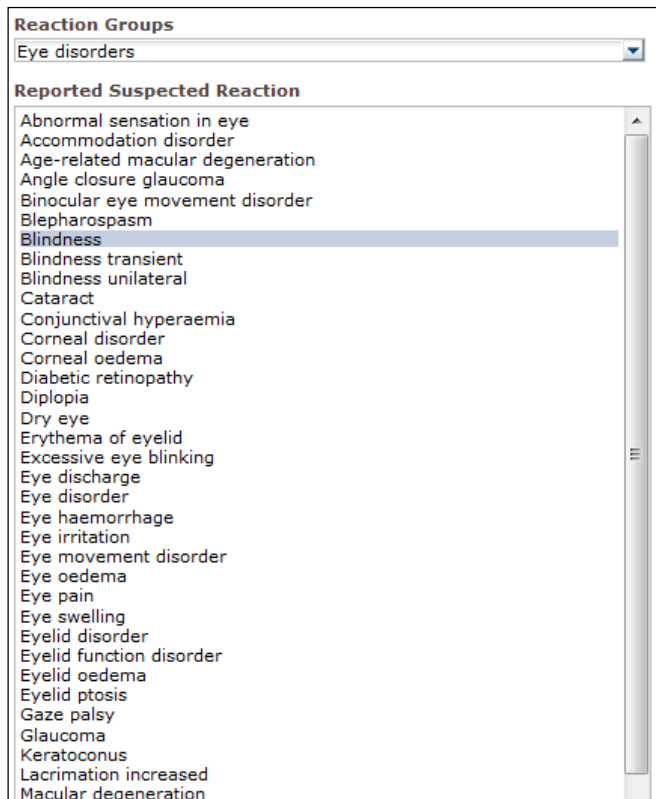 Reaction Groups
Eye disorders
Reported Suspected Reaction
Abnormal sensation in eye
Accommodation disorder
Age-related macular degeneration
Angle closure glaucoma
Binocular eye movement disorder
Blepharospasm
Blindness
Blindness transient
Blindness unilateral
Cataract
Conjunctival hyperaemia
Corneal disorder
Corneal oedema
Diabetic retinopathy
Diplopia
Dry eye
Erythema of eyelid
Excessive eye blinking
Eye discharge
Eye disorder
Eye haemorrhage
Eye irritation
Eye movement disorder
Eye oedema
Eye pain
Eye swelling
Eyelid disorder
Eyelid function disorder
Eyelid oedema
Eyelid ptosis
Gaze palsy
Glaucoma
Keratoconus
Lacrimation increased
Macular degeneration